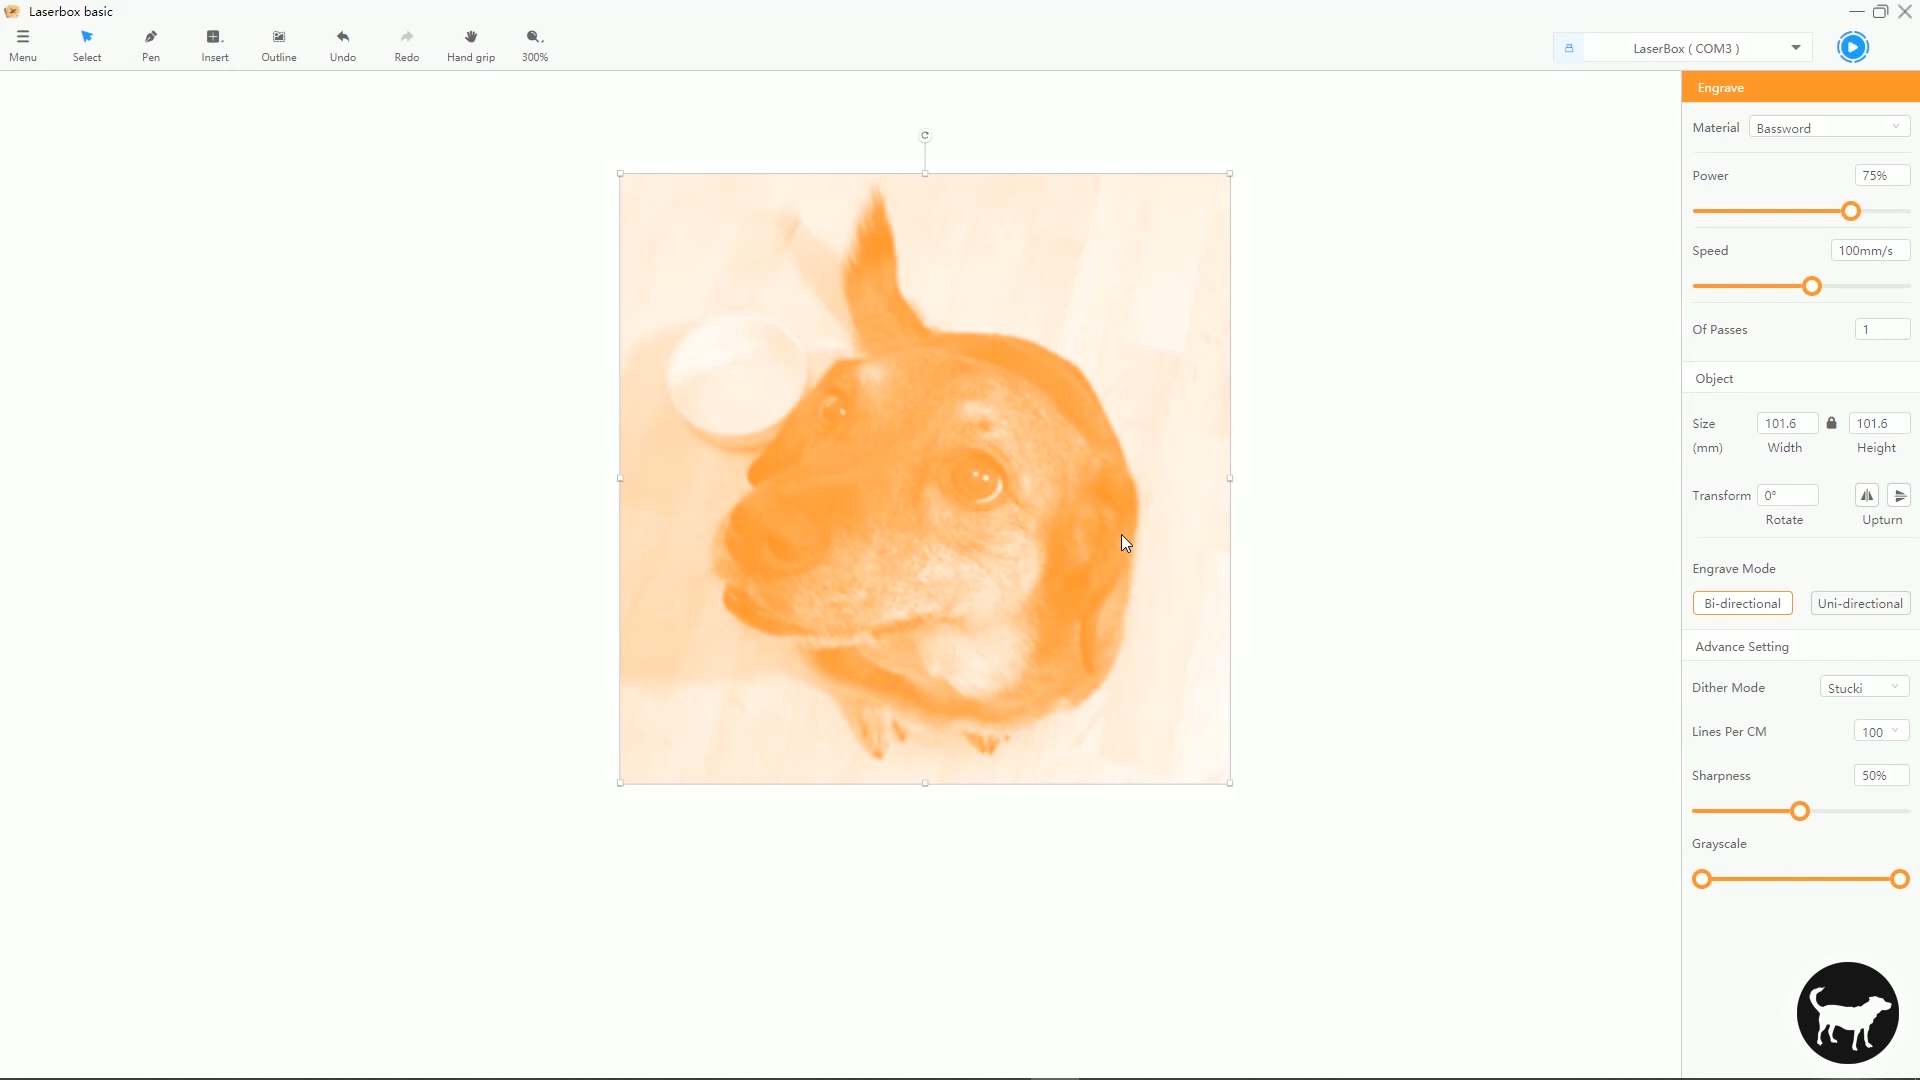 Laserbox basic
Menu
Select
Pen
Insert
Outline
Undo
Redo
Hand grip
300%
LaserBox ( COM3 )
Engrave
Material Bassword
Power 75%
Speed 100mm/s
Of Passes 1
Object
Size 101.6 101.6
(mm) Width Height
Transform 0°
Rotate Upturn
Engrave Mode
Bi-directional Uni-directional
Advance Setting
Dither Mode Stucki
Lines Per CM 100
Sharpness 50%
Grayscale